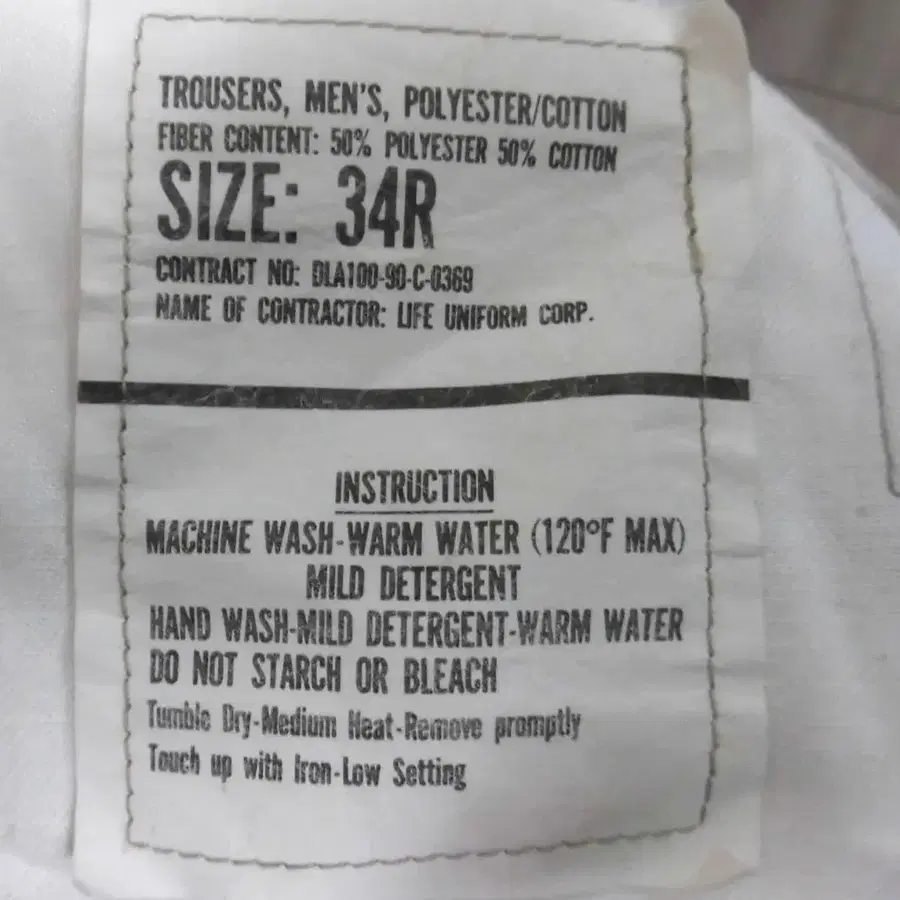 TROUSERS, MEN'S, POLYESTER/COTTON
FIBER CONTENT: 50% POLYESTER 50% COTTON
SIZE: 34R
CONTRACT NO: DLA100-90-C-0369
NAME OF CONTRACTOR: LIFE UNIFORM CORP.
INSTRUCTION
MACHINE WASH-WARM WATER (120°F MAX)
MILD DETERGENT
HAND WASH-MILD DETERGENT-WARM WATER
DO NOT STARCH OR BLEACH
Tumble Dry-Medium Heat-Remove promptly
Touch up with Iron-Low Setting